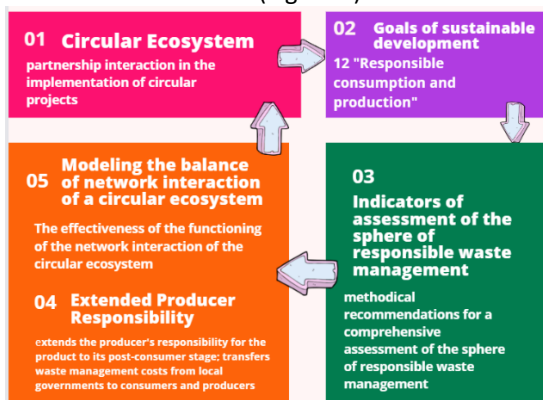 01 Circular Ecosystem
partnership interaction in the
implementation of circular
projects
02 Goals of sustainable
development
12 "Responsible
consumption and
production"
03
Indicators of
assessment of the
sphere of
responsible waste
management
methodical
recommendations for a
comprehensive
assessment of the sphere
of responsible waste
management
04 Extended Producer
Responsibility
extends the producer's responsibility for the
product to its post-consumer stage; transfers
waste management costs from local
governments to consumers and producers
Modeling the balance
05 of network interaction
of a circular ecosystem
The effectiveness of the functioning
of the network interaction of the
circular ecosystem